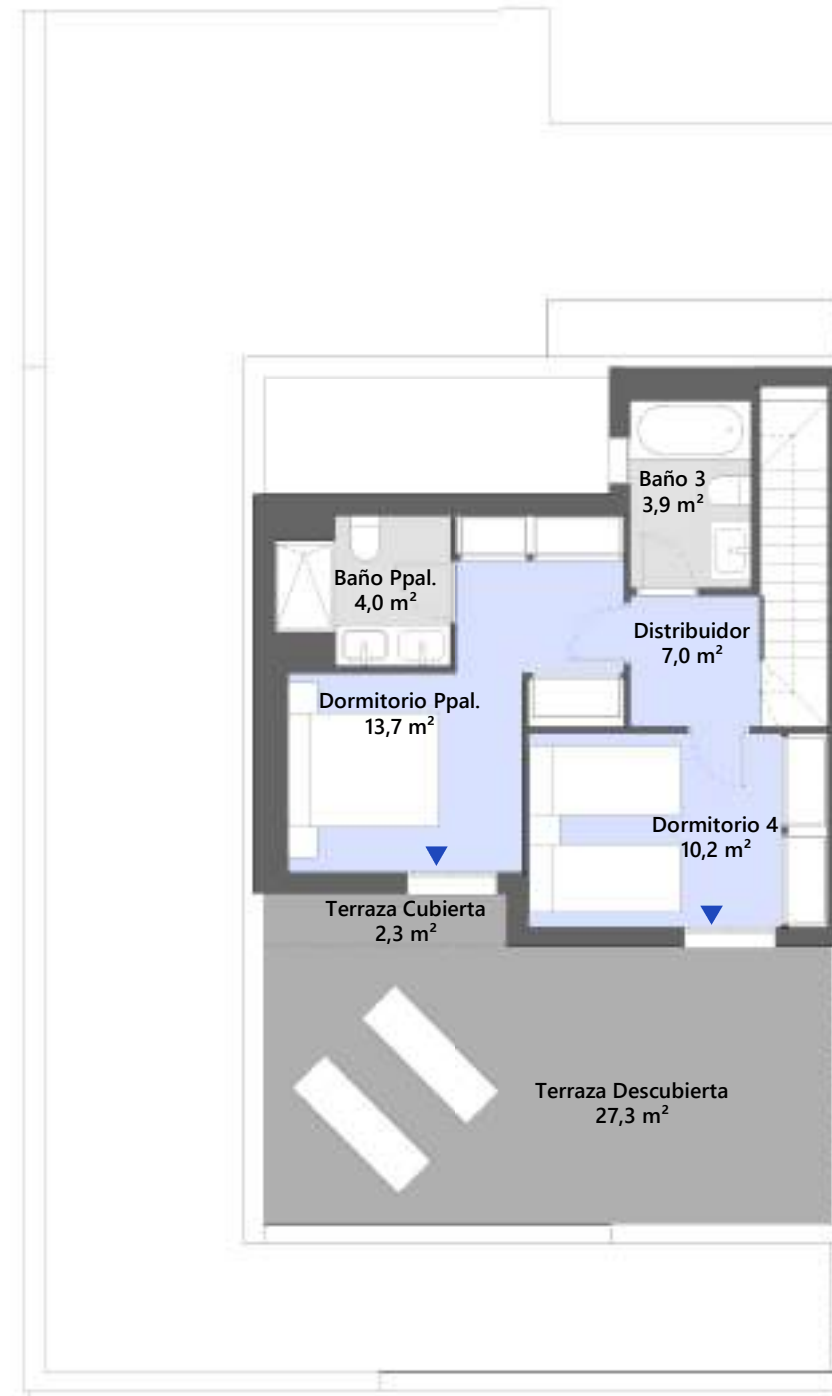 Baño 3
3,9 m²
Baño Ppal.
4,0 m²
Distribuidor
7,0 m²
Dormitorio Ppal.
13,7 m²
Dormitorio 4
10,2 m²
Terraza Cubierta
2,3 m²
Terraza Descubierta
27,3 m²